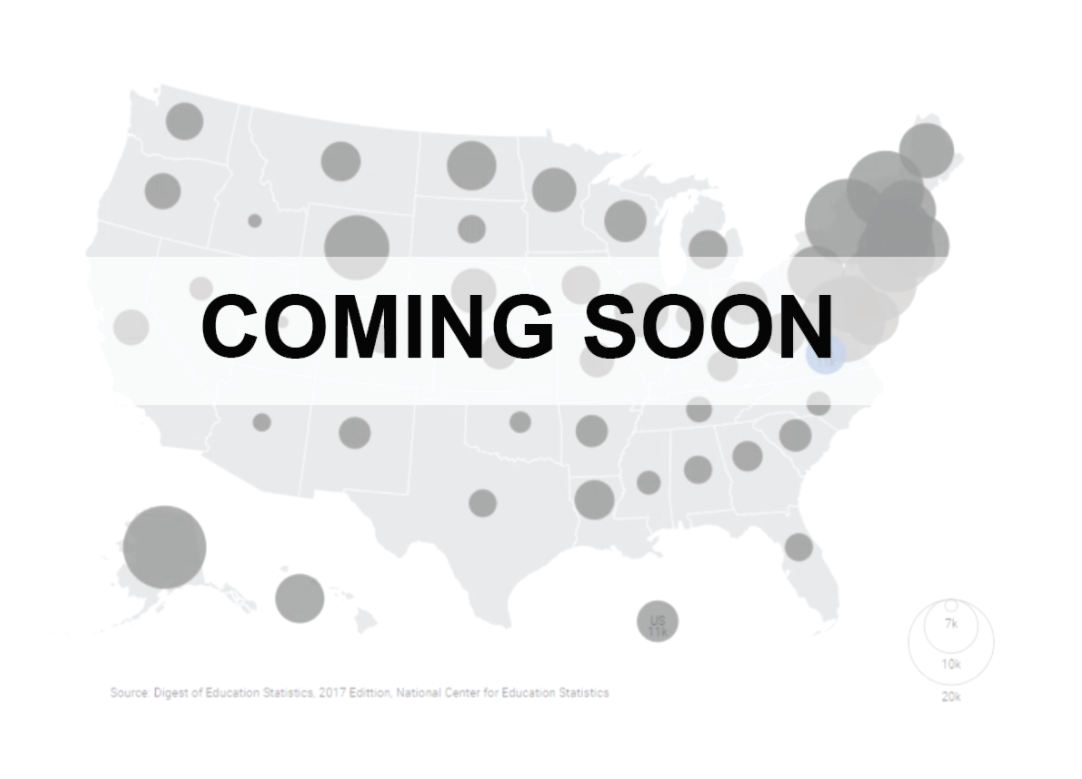 COMING SOON
US
11k
7k
10k
20k
Source: Digest of Education Statistics, 2017 Edittion, National Center for Education Statistics